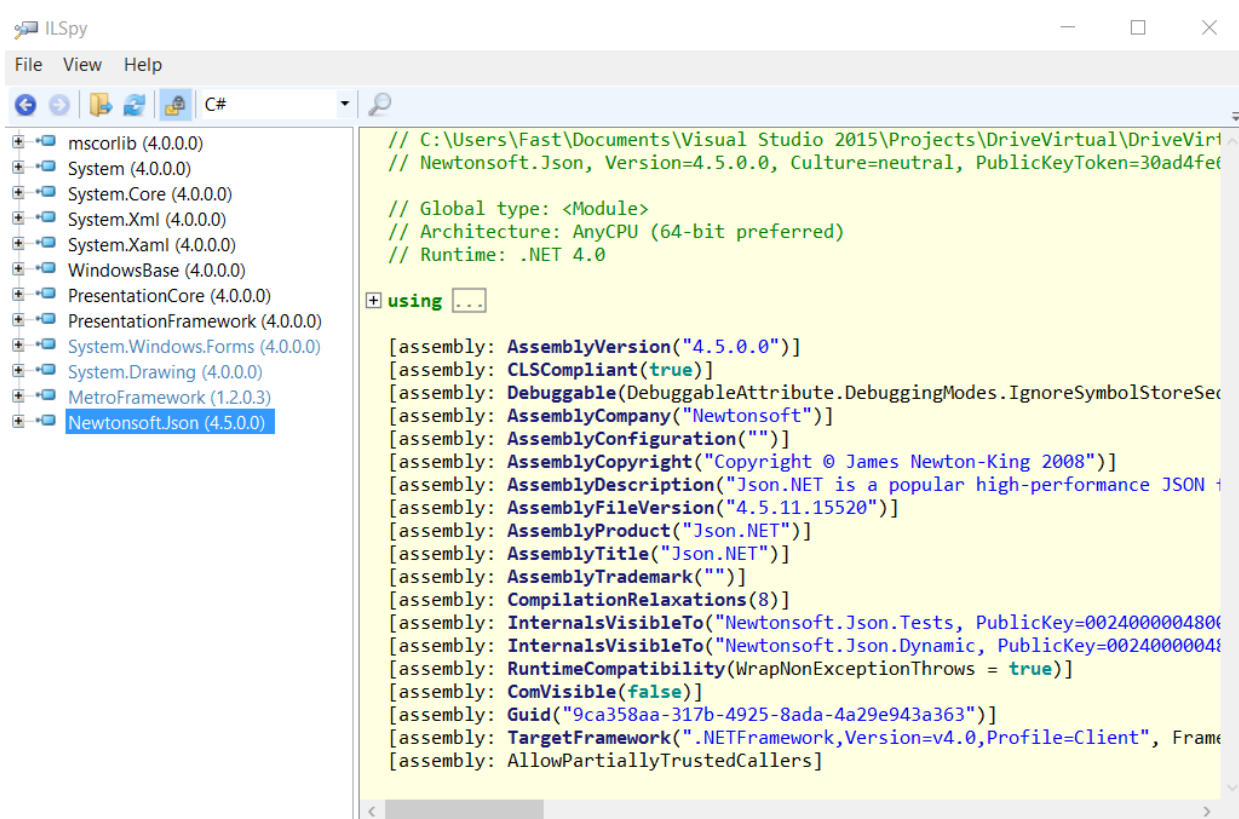 ILSpy
File View Help
C#
mscorlib (4.0.0.0)
System (4.0.0.0)
System.Core (4.0.0.0)
System.Xml (4.0.0.0)
System.Xaml (4.0.0.0)
WindowsBase (4.0.0.0)
PresentationCore (4.0.0.0)
PresentationFramework (4.0.0.0)
System.Windows.Forms (4.0.0.0)
System.Drawing (4.0.0.0)
MetroFramework (1.2.0.3)
Newtonsoft.Json (4.5.0.0)
// C:\Users\Fast\Documents\Visual Studio 2015\Projects\DriveVirtual\DriveVirt
// Newtonsoft.Json, Version=4.5.0.0, Culture=neutral, PublicKeyToken=30ad4fe6
// Global type: <Module>
// Architecture: AnyCPU (64-bit preferred)
// Runtime: .NET 4.0
using ...
[assembly: AssemblyVersion("4.5.0.0")]
[assembly: CLSCompliant(true)]
[assembly: Debuggable(DebuggableAttribute.DebuggingModes.IgnoreSymbolStoreSeq
[assembly: AssemblyCompany("Newtonsoft")]
[assembly: AssemblyConfiguration("")]
[assembly: AssemblyCopyright("Copyright © James Newton-King 2008")]
[assembly: AssemblyDescription("Json.NET is a popular high-performance JSON f
[assembly: AssemblyFileVersion("4.5.11.15520")]
[assembly: AssemblyProduct("Json.NET")]
[assembly: AssemblyTitle("Json.NET")]
[assembly: AssemblyTrademark("")]
[assembly: CompilationRelaxations(8)]
[assembly: InternalsVisibleTo("Newtonsoft.Json.Tests, PublicKey=0024000004800
[assembly: InternalsVisibleTo("Newtonsoft.Json.Dynamic, PublicKey=00240000048
[assembly: RuntimeCompatibility(WrapNonExceptionThrows = true)]
[assembly: ComVisible(false)]
[assembly: Guid("9ca358aa-317b-4925-8ada-4a29e943a363")]
[assembly: TargetFramework(".NETFramework,Version=v4.0,Profile=Client", Frame
[assembly: AllowPartiallyTrustedCallers]